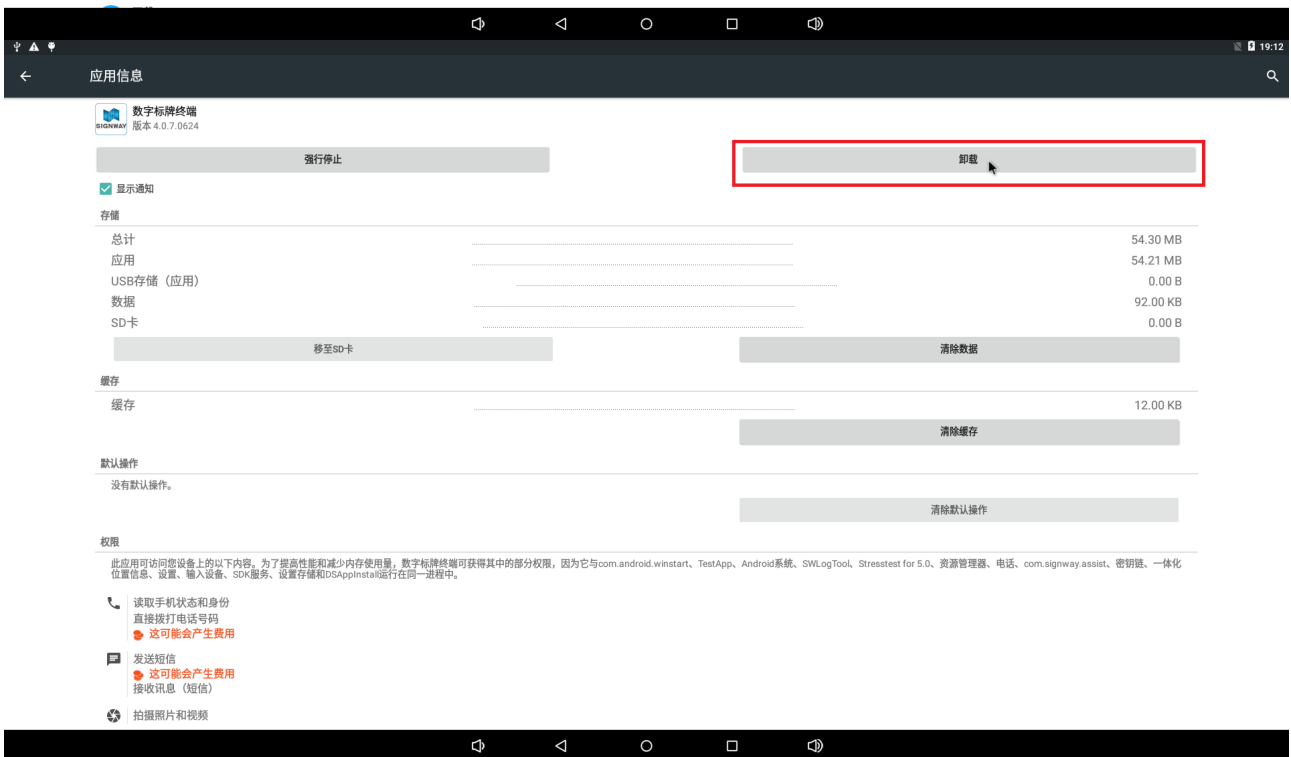 19:12
应用信息
数字标牌终端
SIGNWAY
版本 4.0.7.0624
强行停止
卸载
显示通知
存储
总计 54.30 MB
应用 54.21 MB
USB存储（应用） 0.00 B
数据 92.00 KB
SD卡 0.00 B
移至SD卡
清除数据
缓存
缓存 12.00 KB
清除缓存
默认操作
没有默认操作。
清除默认操作
权限
此应用可访问您设备上的以下内容。为了提高性能和减少内存使用量，数字标牌终端可获得其中的部分权限，因为它与com.android.winstart、TestApp、Android系统、SWLogTool、Stresstest for 5.0、资源管理器、电话、com.signway.assist、密钥链、一体化
位置信息、设置、输入设备、SDK服务、设置存储和DSAppInstall运行在同一进程中。
读取手机状态和身份
直接拨打电话号码
这可能会产生费用
发送短信
这可能会产生费用
接收讯息（短信）
拍摄照片和视频